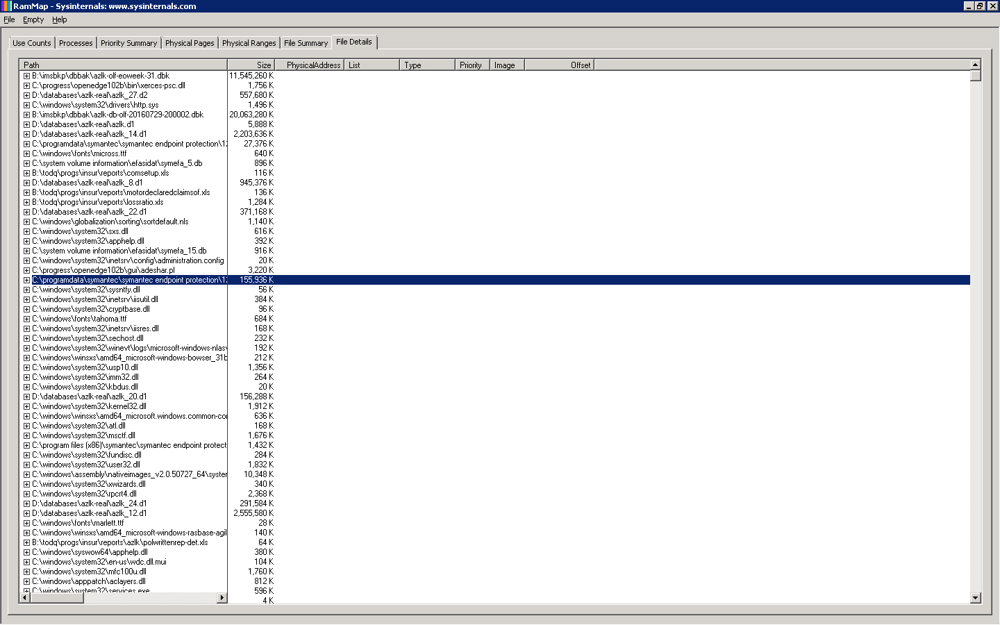 RamMap - Sysinternals: www.sysinternals.com
File Empty Help
Use Counts Processes Priority Summary Physical Pages Physical Ranges File Summary File Details
Path Size PhysicalAddress List Type Priority Image Offset
B:\imsbkp\dbbak\azlk-olf-eoweek-31.dbk 11,545,260 K
C:\progress\openedge102b\bin\xerces-psc.dll 1,756 K
D:\databases\azlk-real\azlk_27.d2 557,680 K
C:\windows\system32\drivers\http.sys 1,496 K
B:\imsbkp\dbbak\azlk-db-olf-20160729-200002.dbk 20,063,280 K
D:\databases\azlk-real\azlk.d1 5,888 K
D:\databases\azlk-real\azlk_14.d1 2,203,636 K
C:\programdata\symantec\symantec endpoint protection\12 27,376 K
C:\windows\fonts\micross.ttf 640 K
C:\system volume information\efasidat\symefa_5.db 896 K
B:\todq\progs\insur\reports\comsetup.xls 116 K
D:\databases\azlk-real\azlk_8.d1 945,376 K
B:\todq\progs\insur\reports\motordeclaredclaimsof.xls 136 K
B:\todq\progs\insur\reports\lossratio.xls 1,284 K
D:\databases\azlk-real\azlk_22.d1 371,168 K
C:\windows\globalization\sorting\sortdefault.nls 1,140 K
C:\windows\system32\sxs.dll 616 K
C:\windows\system32\apphelp.dll 392 K
C:\system volume information\efasidat\symefa_15.db 916 K
C:\windows\system32\inetsrv\config\administration.config 20 K
C:\progress\openedge102b\gui\adeshar.pl 3,220 K
C:\programdata\symantec\symantec endpoint protection\12 155,936 K
C:\windows\system32\sysntfy.dll 56 K
C:\windows\system32\inetsrv\iisutil.dll 384 K
C:\windows\system32\cryptbase.dll 96 K
C:\windows\fonts\tahoma.ttf 684 K
C:\windows\system32\inetsrv\iisres.dll 168 K
C:\windows\system32\sechost.dll 232 K
C:\windows\system32\winevt\logs\microsoft-windows-nlasv 192 K
C:\windows\winsxs\amd64_microsoft-windows-bowser_31b 212 K
C:\windows\system32\usp10.dll 1,356 K
C:\windows\system32\imm32.dll 264 K
C:\windows\system32\kbdus.dll 20 K
D:\databases\azlk-real\azlk_20.d1 156,288 K
C:\windows\system32\kernel32.dll 1,912 K
C:\windows\winsxs\amd64_microsoft.windows.common-cor 636 K
C:\windows\system32\atl.dll 168 K
C:\windows\system32\msctf.dll 1,676 K
C:\program files (x86)\symantec\symantec endpoint protect 1,432 K
C:\windows\system32\fundisc.dll 284 K
C:\windows\system32\user32.dll 1,832 K
C:\windows\assembly\nativeimages_v2.0.50727_64\system 10,348 K
C:\windows\system32\xwizards.dll 340 K
C:\windows\system32\rpcrt4.dll 2,368 K
D:\databases\azlk-real\azlk_24.d1 291,584 K
D:\databases\azlk-real\azlk_12.d1 2,555,580 K
C:\windows\fonts\marlett.ttf 28 K
C:\windows\winsxs\amd64_microsoft-windows-rasbase-agil 140 K
B:\todq\progs\insur\reports\azlk\polwrittenrep-det.xls 64 K
C:\windows\syswow64\apphelp.dll 380 K
C:\windows\system32\en-us\wdc.dll.mui 104 K
C:\windows\system32\mfc100u.dll 1,760 K
C:\windows\apppatch\aclayers.dll 812 K
C:\windows\system32\services.exe 596 K
4 K